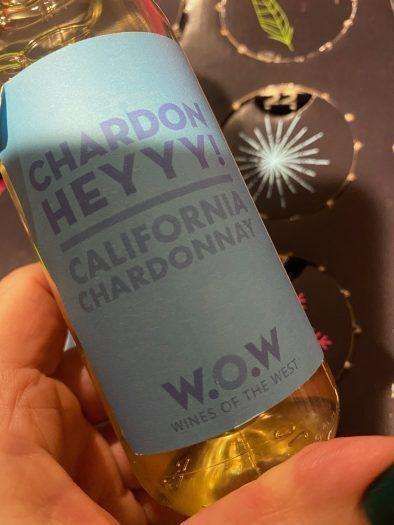 CHARDON
HEYYY!
CALIFORNIA
CHARDONNAY
W.O.W
WINES OF THE WEST